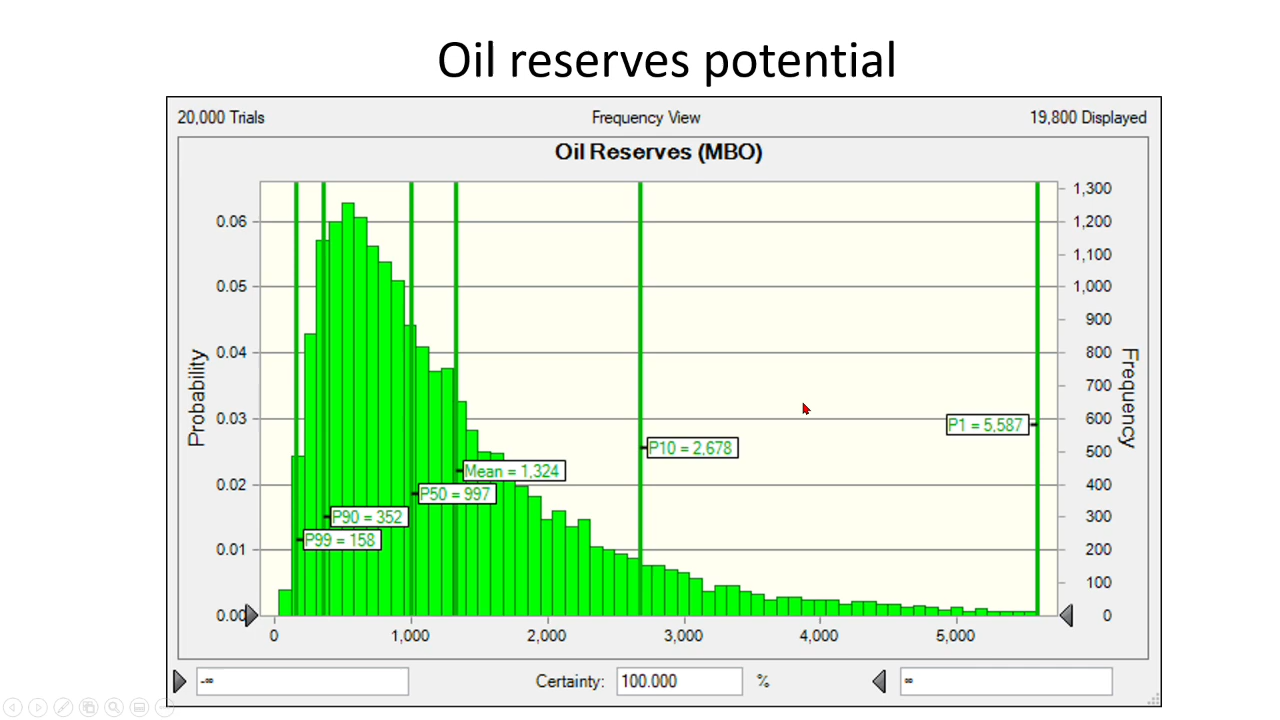 Oil reserves potential
20,000 Trials
Frequency View
19,800 Displayed
Oil Reserves (MBO)
Probability
0.06
0.05
0.04
0.03
0.02
0.01
0.00
Frequency
1,300
1,200
1,100
1,000
900
800
700
600
500
400
300
200
100
0
P99 = 158
P90 = 352
P50 = 997
Mean = 1,324
P10 = 2,678
P1 = 5,587
0
1,000
2,000
3,000
4,000
5,000
-∞
Certainty: 100.000 %
∞